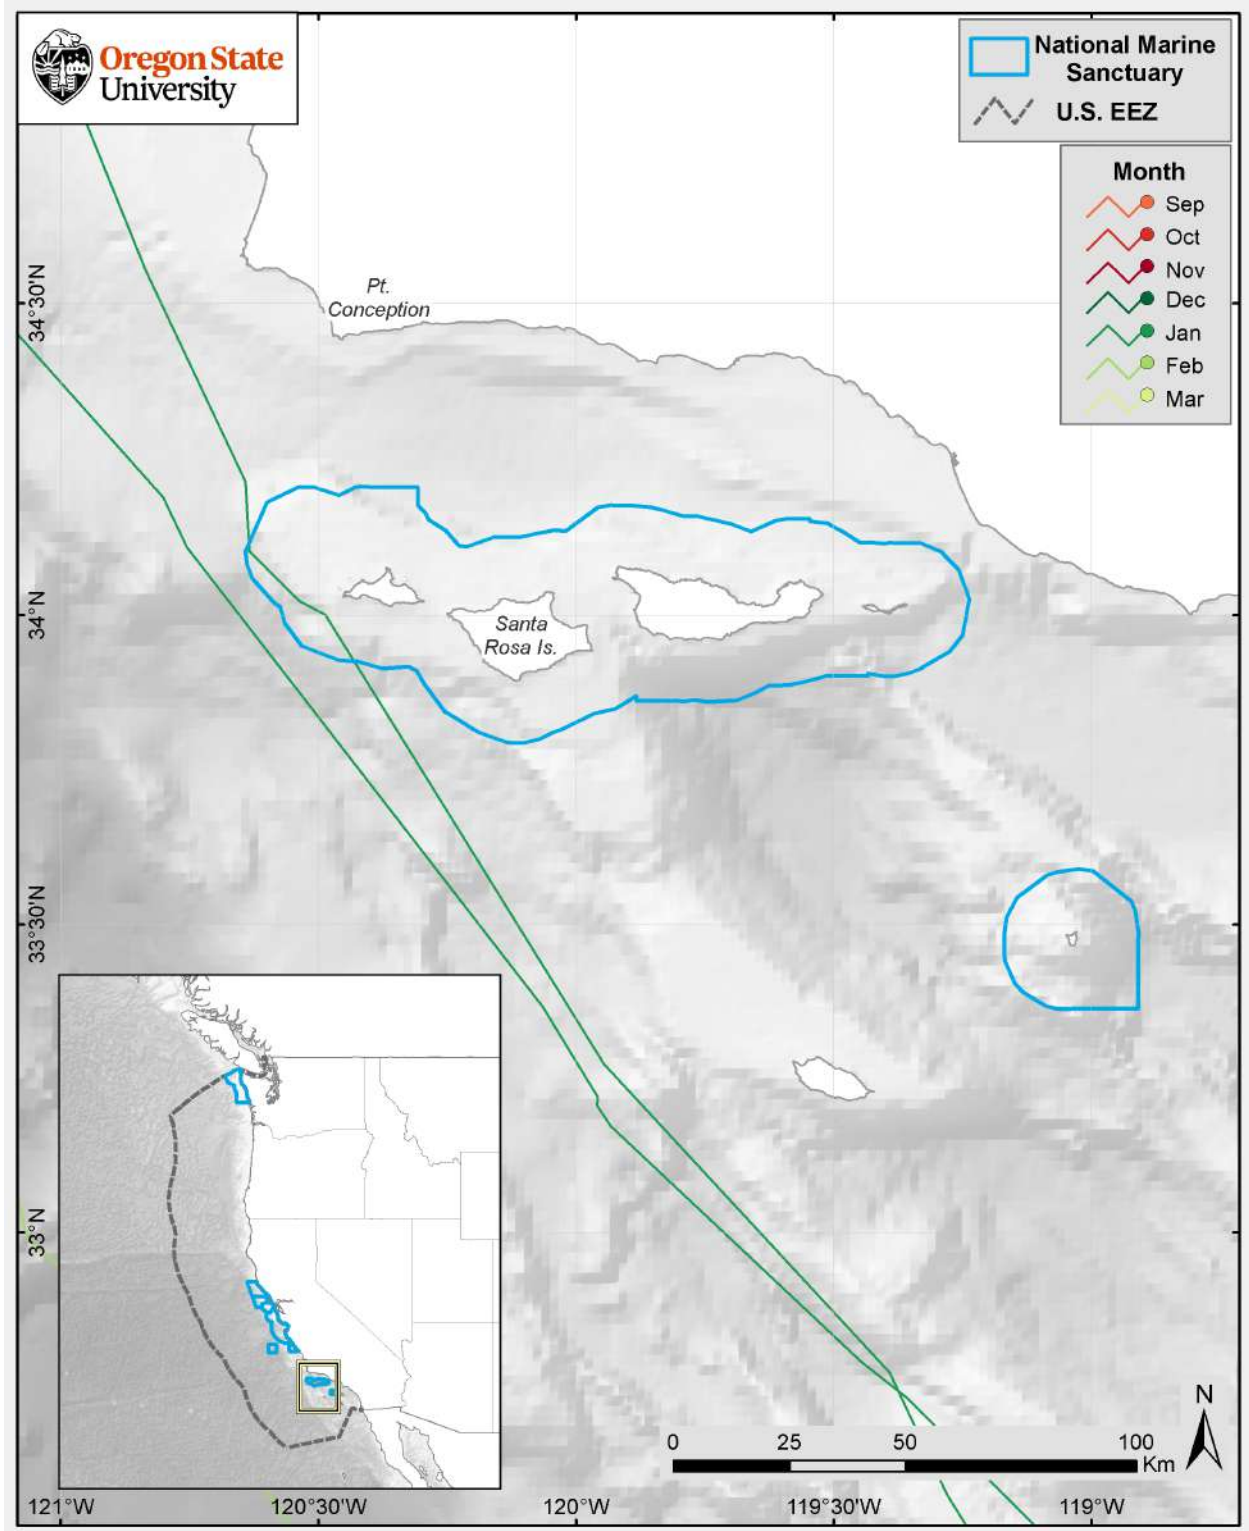 Oregon State
University
National Marine
Sanctuary
U.S. EEZ
Month
Sep
Oct
Nov
Dec
Jan
Feb
Mar
34°30'N
Pt.
Conception
34°N
Santa
Rosa Is.
33°30'N
33°N
N
0 25 50 100
Km
121°W 120°30'W 120°W 119°30'W 119°W